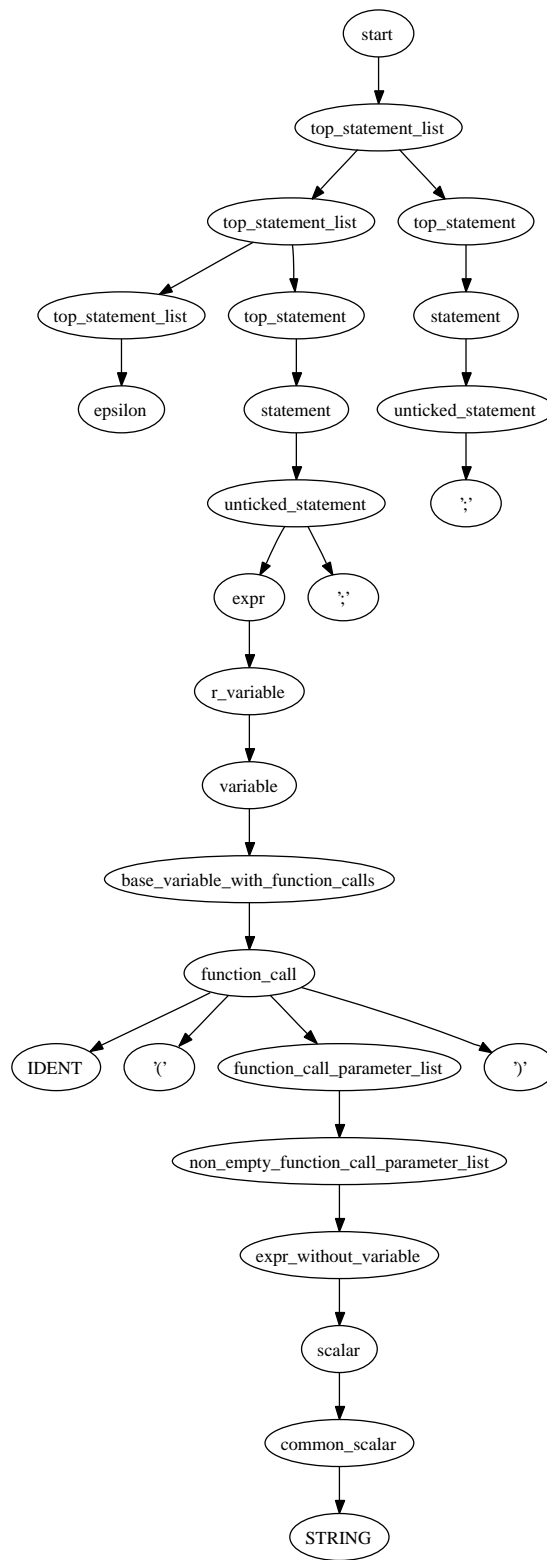 start
top_statement_list
top_statement_list
top_statement
top_statement_list
top_statement
statement
epsilon
statement
unticked_statement
unticked_statement
’;’
expr
’;’
r_variable
variable
base_variable_with_function_calls
function_call
IDENT
’(’
function_call_parameter_list
’)’
non_empty_function_call_parameter_list
expr_without_variable
scalar
common_scalar
STRING